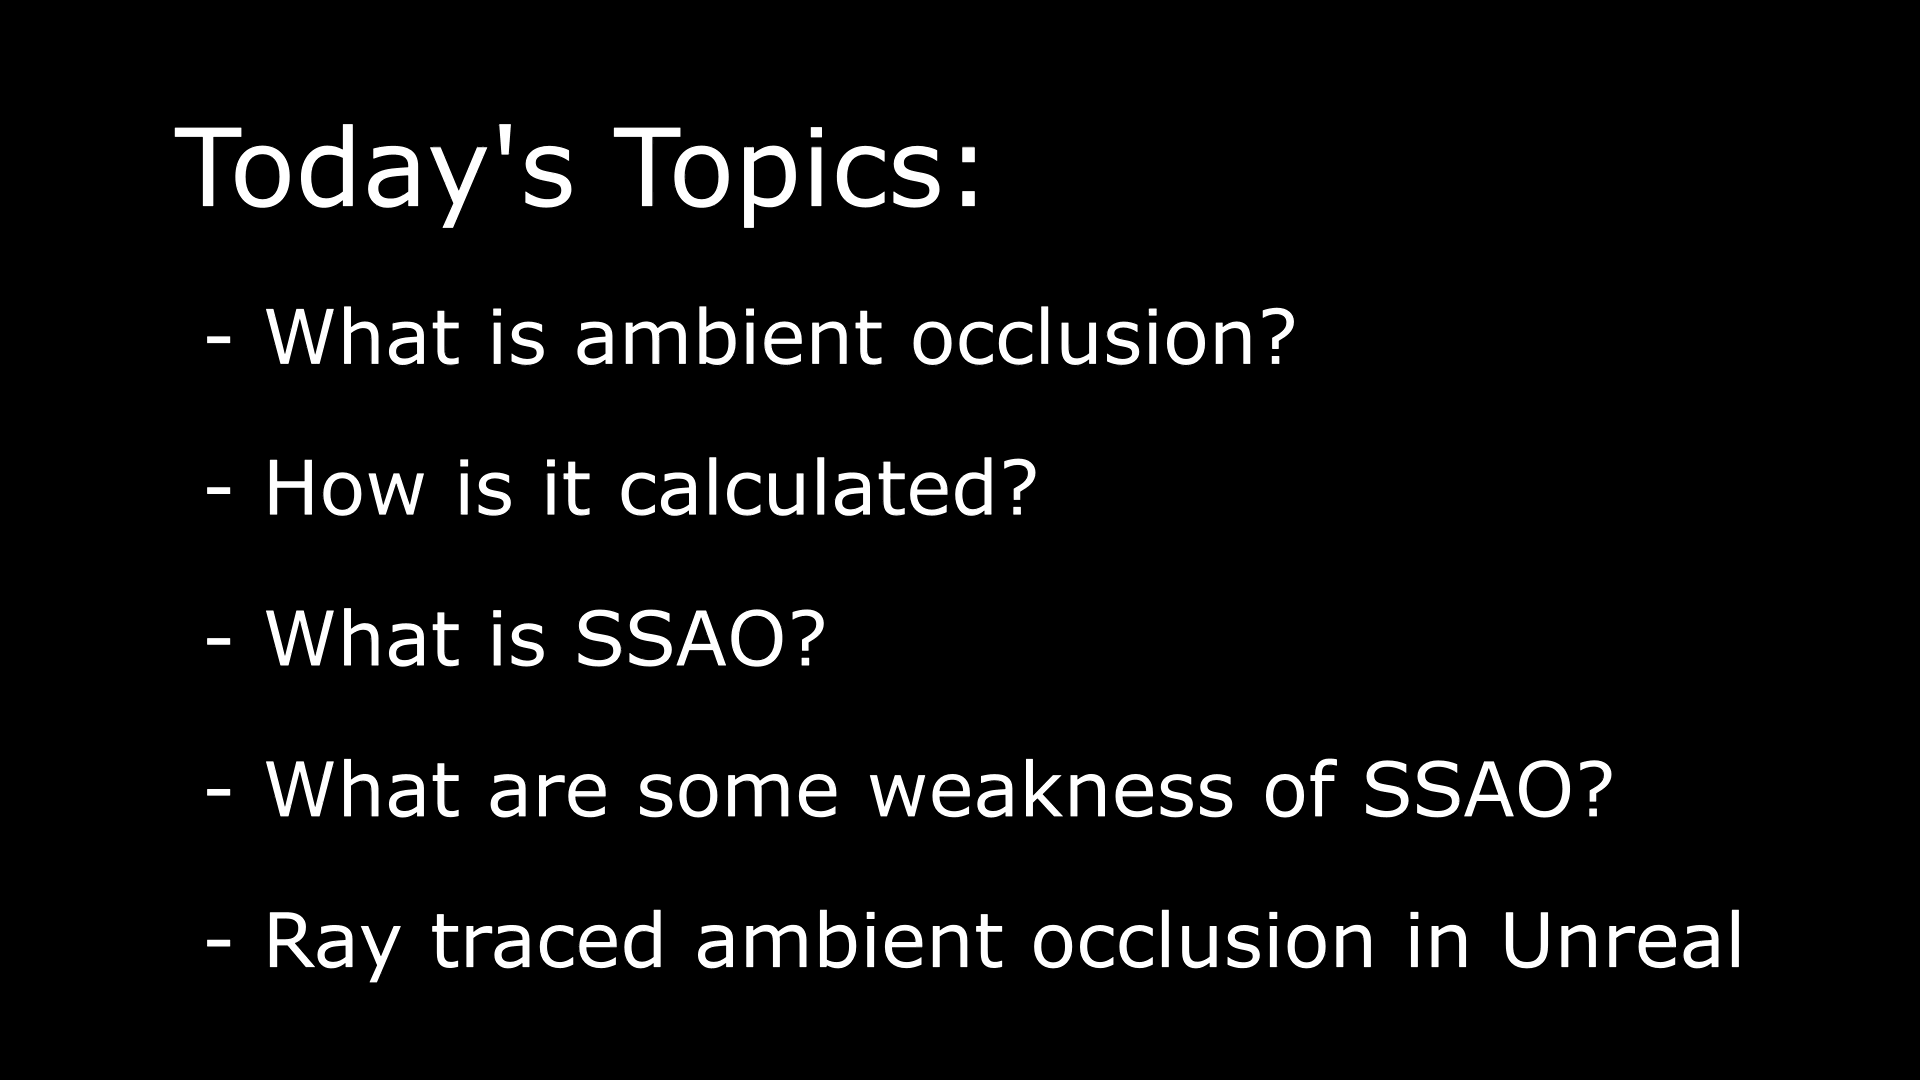 Today's Topics:
- What is ambient occlusion?
- How is it calculated?
- What is SSAO?
- What are some weakness of SSAO?
- Ray traced ambient occlusion in Unreal